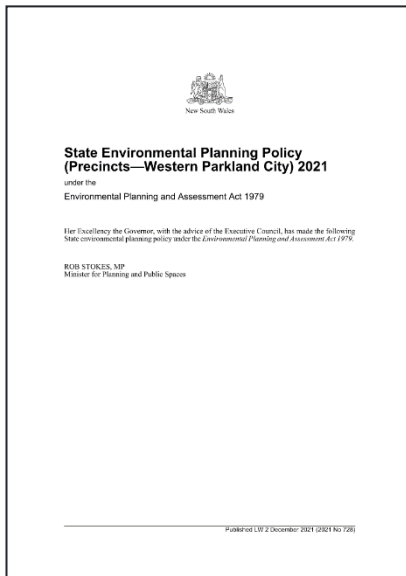 New South Wales
State Environmental Planning Policy
(Precincts—Western Parkland City) 2021
under the
Environmental Planning and Assessment Act 1979
Her Excellency the Governor, with the advice of the Executive Council, has made the following
State environmental planning policy under the Environmental Planning and Assessment Act 1979.
ROB STOKES, MP
Minister for Planning and Public Spaces
Published LW 2 December 2021 (2021 No 728)